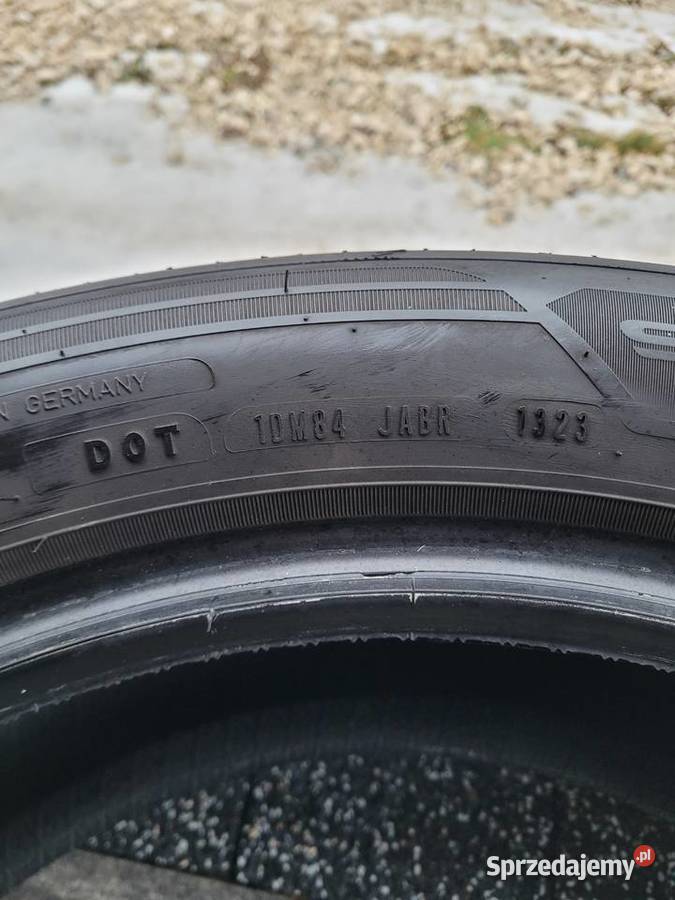 GERMANY
DOT 1DM84 JABR 1323
Sprzedajemy.pl